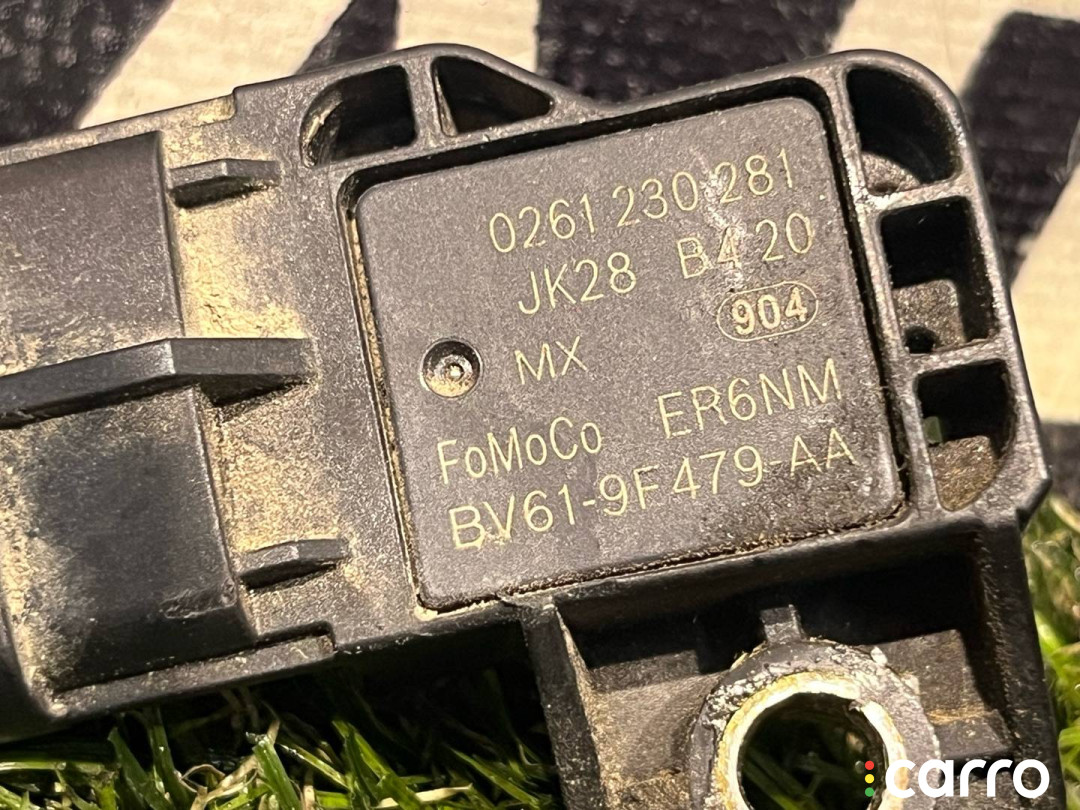 0261 230 281
JK28 B4 20
904
MX
FoMoCo ER6NM
BV61-9F479-AA
carro